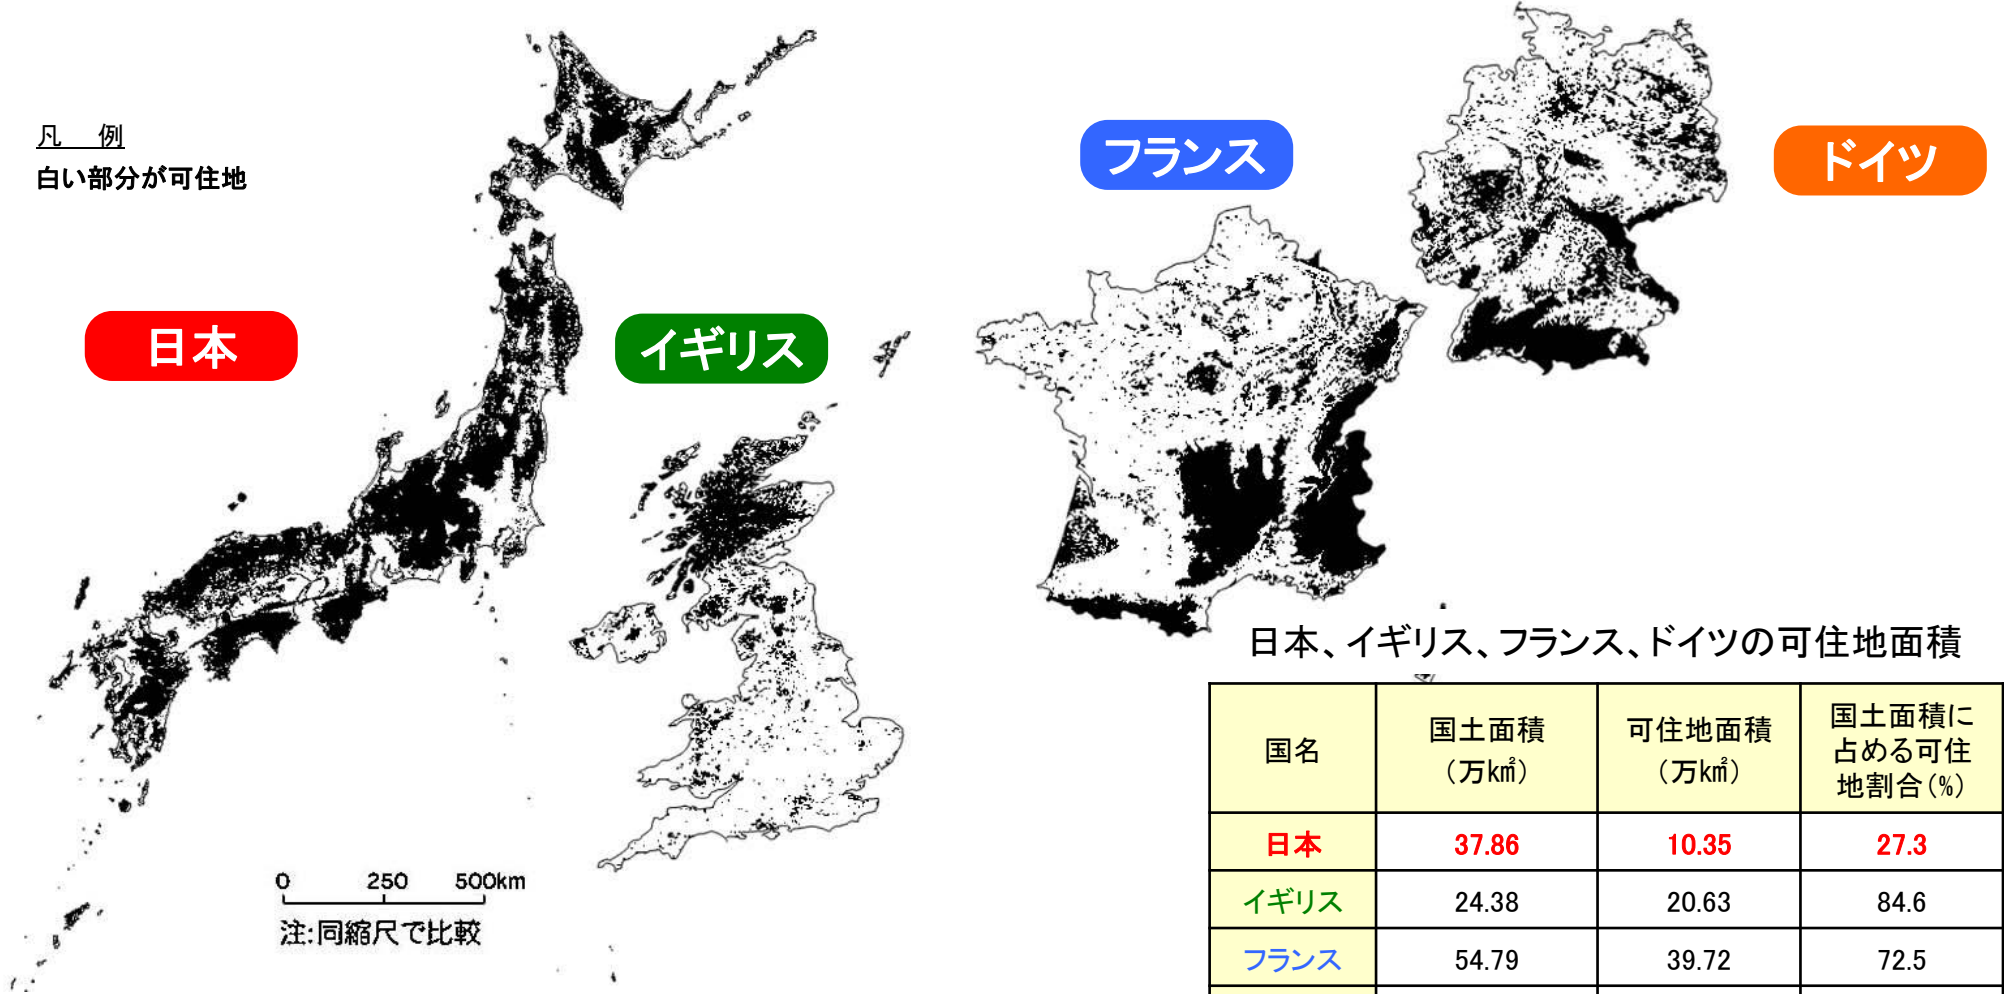 凡　例
白い部分が可住地
日本
イギリス
フランス
ドイツ
0 250 500km
注:同縮尺で比較
日本、イギリス、フランス、ドイツの可住地面積
国名
国土面積
（万km²）
可住地面積
（万km²）
国土面積に
占める可住
地割合(%)
日本 37.86 10.35 27.3
イギリス 24.38 20.63 84.6
フランス 54.79 39.72 72.5